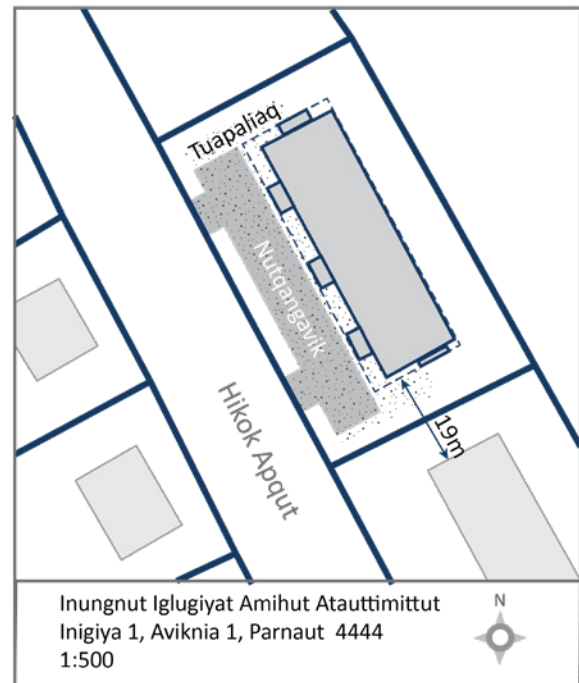 Tuapaliaq
Nutqangavik
Hikok Apqut
19m
Inungnut Iglugiyat Amihut Atauttimittut
Inigiya 1, Aviknia 1, Parnaut 4444
1:500
N